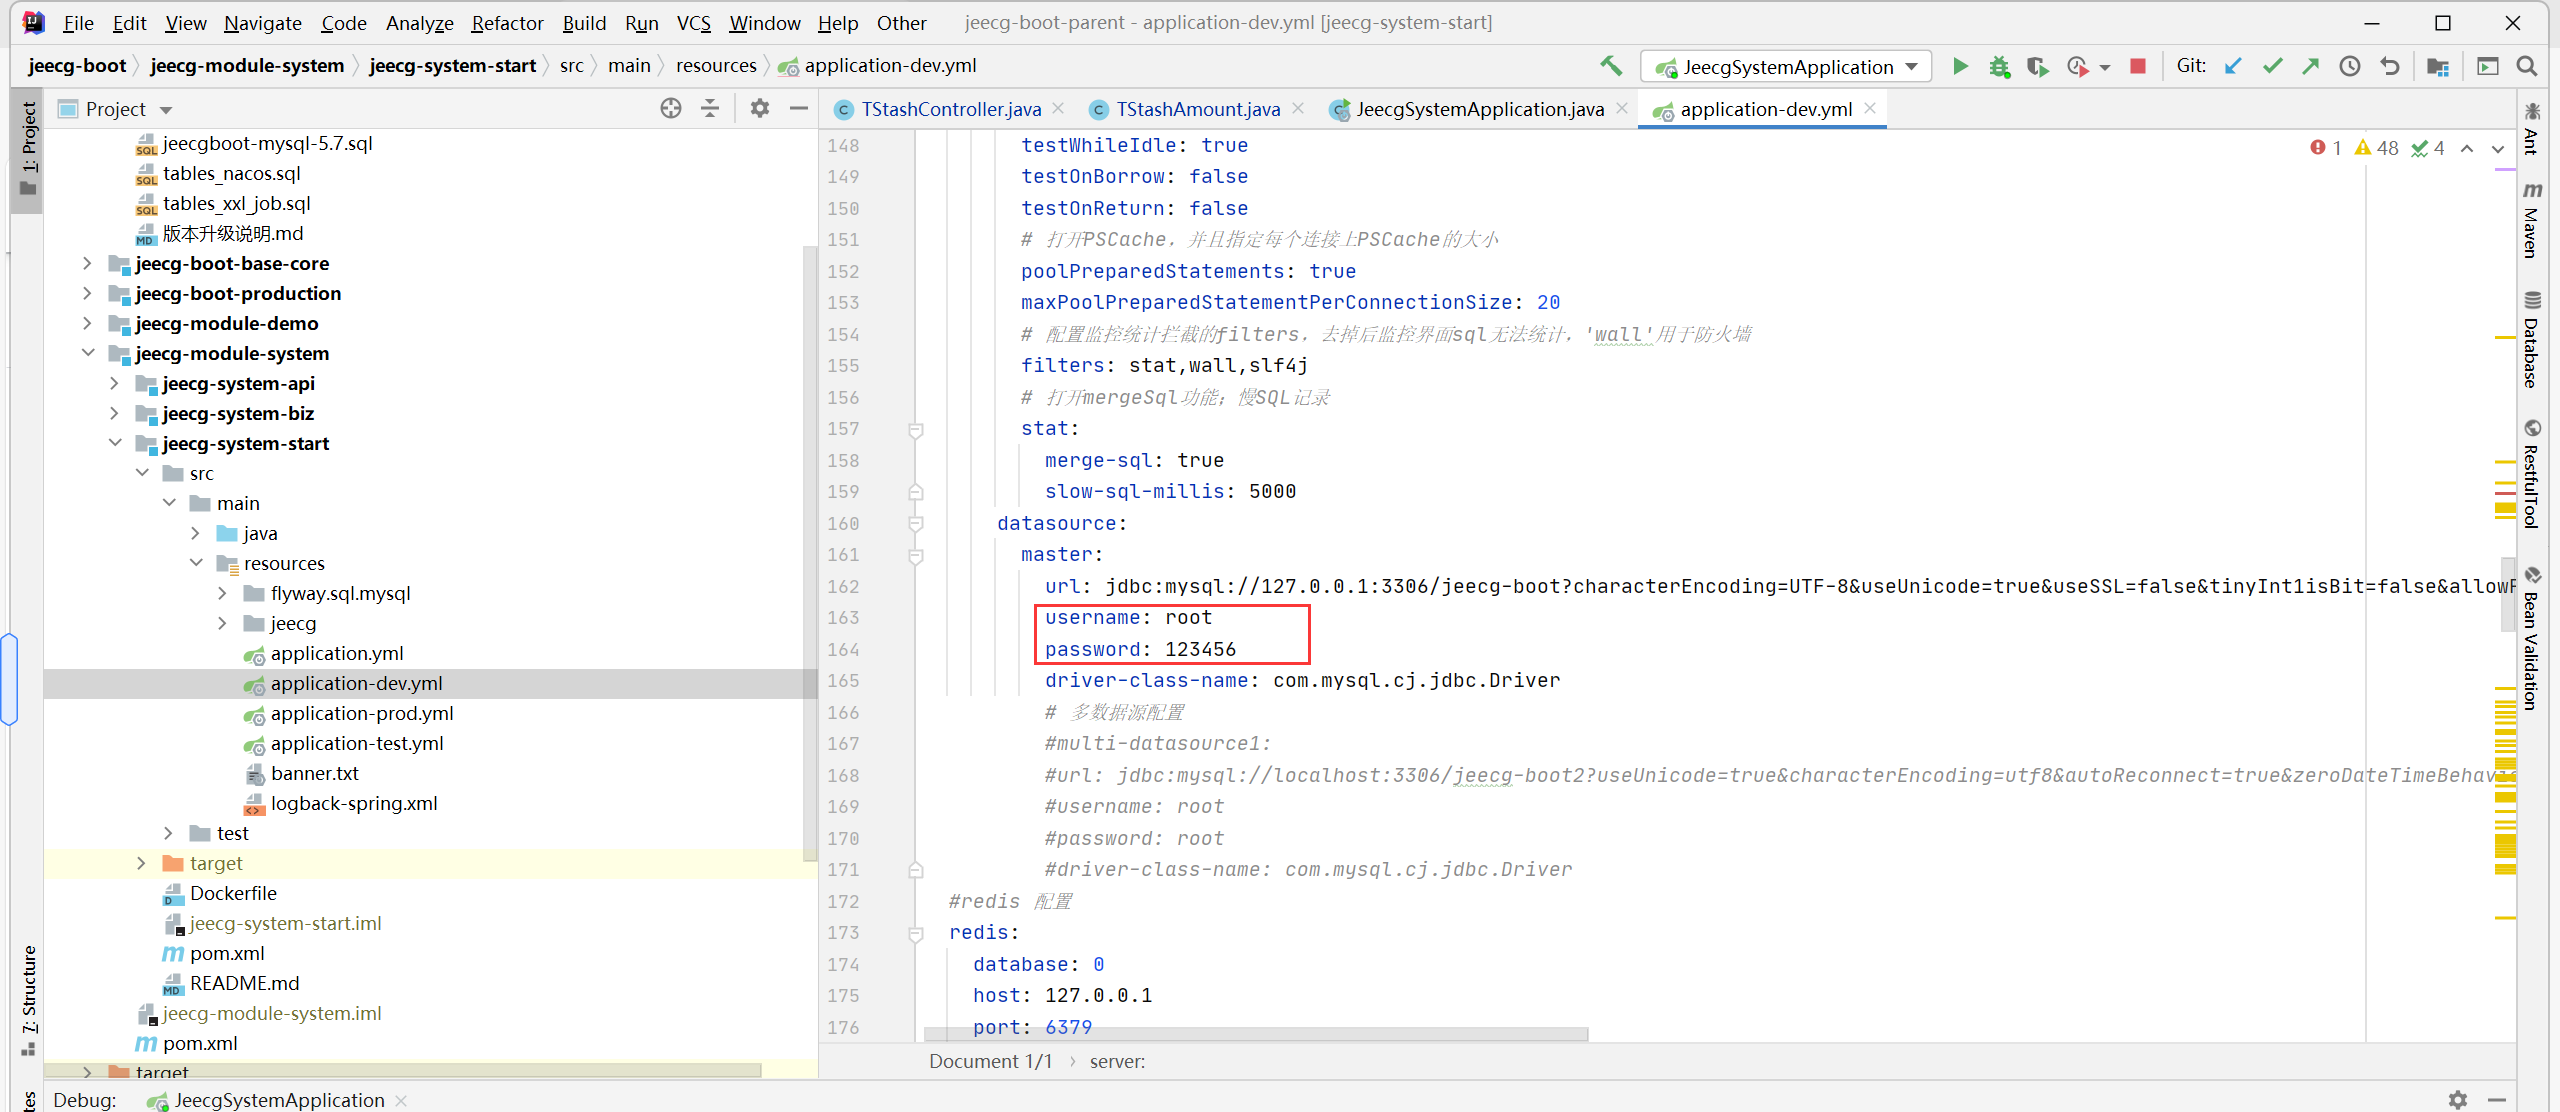 File Edit View Navigate Code Analyze Refactor Build Run VCS Window Help Other jeecg-boot-parent - application-dev.yml [jeecg-system-start]
jeecg-boot jeecg-module-system jeecg-system-start src main resources application-dev.yml JeecgSystemApplication Git:
1: Project
7: Structure
Project
jeecgboot-mysql-5.7.sql
tables_nacos.sql
tables_xxl_job.sql
版本升级说明.md
jeecg-boot-base-core
jeecg-boot-production
jeecg-module-demo
jeecg-module-system
jeecg-system-api
jeecg-system-biz
jeecg-system-start
src
main
java
resources
flyway.sql.mysql
jeecg
application.yml
application-dev.yml
application-prod.yml
application-test.yml
banner.txt
logback-spring.xml
test
target
Dockerfile
jeecg-system-start.iml
pom.xml
README.md
jeecg-module-system.iml
pom.xml
target
TStashController.java TStashAmount.java JeecgSystemApplication.java application-dev.yml
1 48 4
148 testWhileIdle: true
149 testOnBorrow: false
150 testOnReturn: false
151 # 打开PSCache，并且指定每个连接上PSCache的大小
152 poolPreparedStatements: true
153 maxPoolPreparedStatementPerConnectionSize: 20
154 # 配置监控统计拦截的filters，去掉后监控界面sql无法统计，'wall'用于防火墙
155 filters: stat,wall,slf4j
156 # 打开mergeSql功能；慢SQL记录
157 stat:
158 merge-sql: true
159 slow-sql-millis: 5000
160 datasource:
161 master:
162 url: jdbc:mysql://127.0.0.1:3306/jeecg-boot?characterEncoding=UTF-8&useUnicode=true&useSSL=false&tinyInt1isBit=false&allow
163 username: root
164 password: 123456
165 driver-class-name: com.mysql.cj.jdbc.Driver
166 # 多数据源配置
167 #multi-datasource1:
168 #url: jdbc:mysql://localhost:3306/jeecg-boot2?useUnicode=true&characterEncoding=utf8&autoReconnect=true&zeroDateTimeBehav
169 #username: root
170 #password: root
171 #driver-class-name: com.mysql.cj.jdbc.Driver
172 #redis 配置
173 redis:
174 database: 0
175 host: 127.0.0.1
176 port: 6379
Document 1/1 server:
Ant
Maven
Database
RestfulTool
Bean Validation
Debug: JeecgSystemApplication